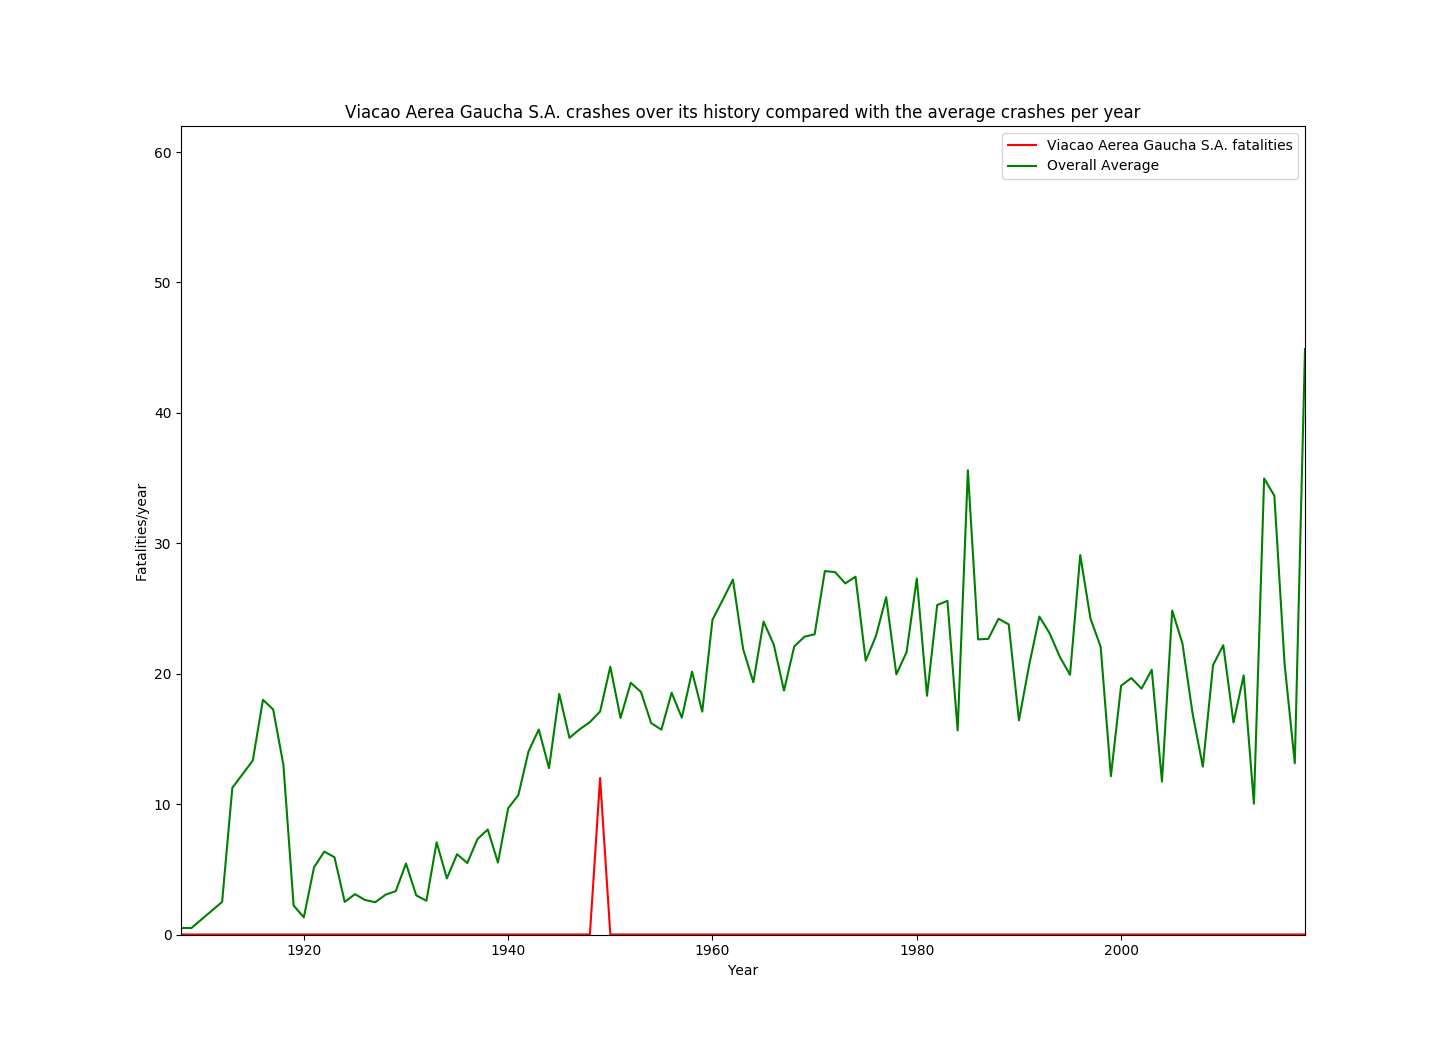 Viacao Aerea Gaucha S.A. crashes over its history compared with the average crashes per year
Viacao Aerea Gaucha S.A. fatalities
Overall Average
60
50
40
30
20
10
0
Fatalities/year
1920 1940 1960 1980 2000
Year